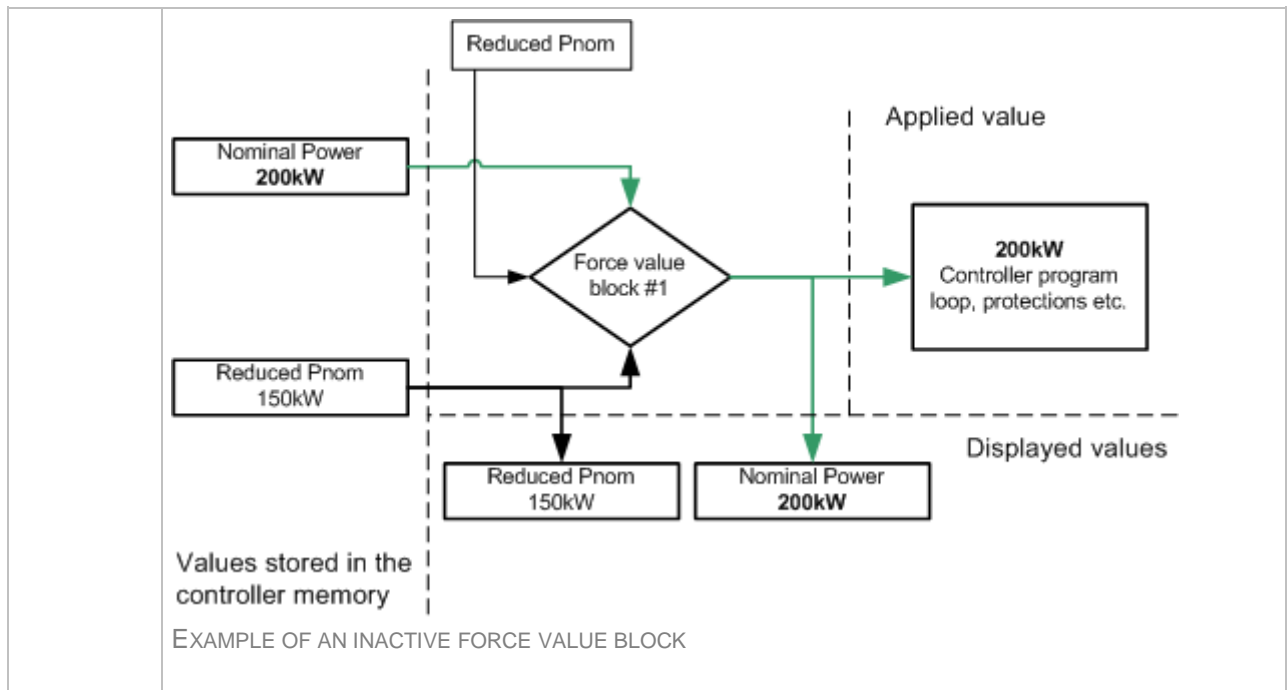 Reduced Pnom
Applied value
Nominal Power
200kW
Force value
block #1
200kW
Controller program
loop, protections etc.
Reduced Pnom
150kW
Displayed values
Reduced Pnom
150kW
Nominal Power
200kW
Values stored in the
controller memory
EXAMPLE OF AN INACTIVE FORCE VALUE BLOCK